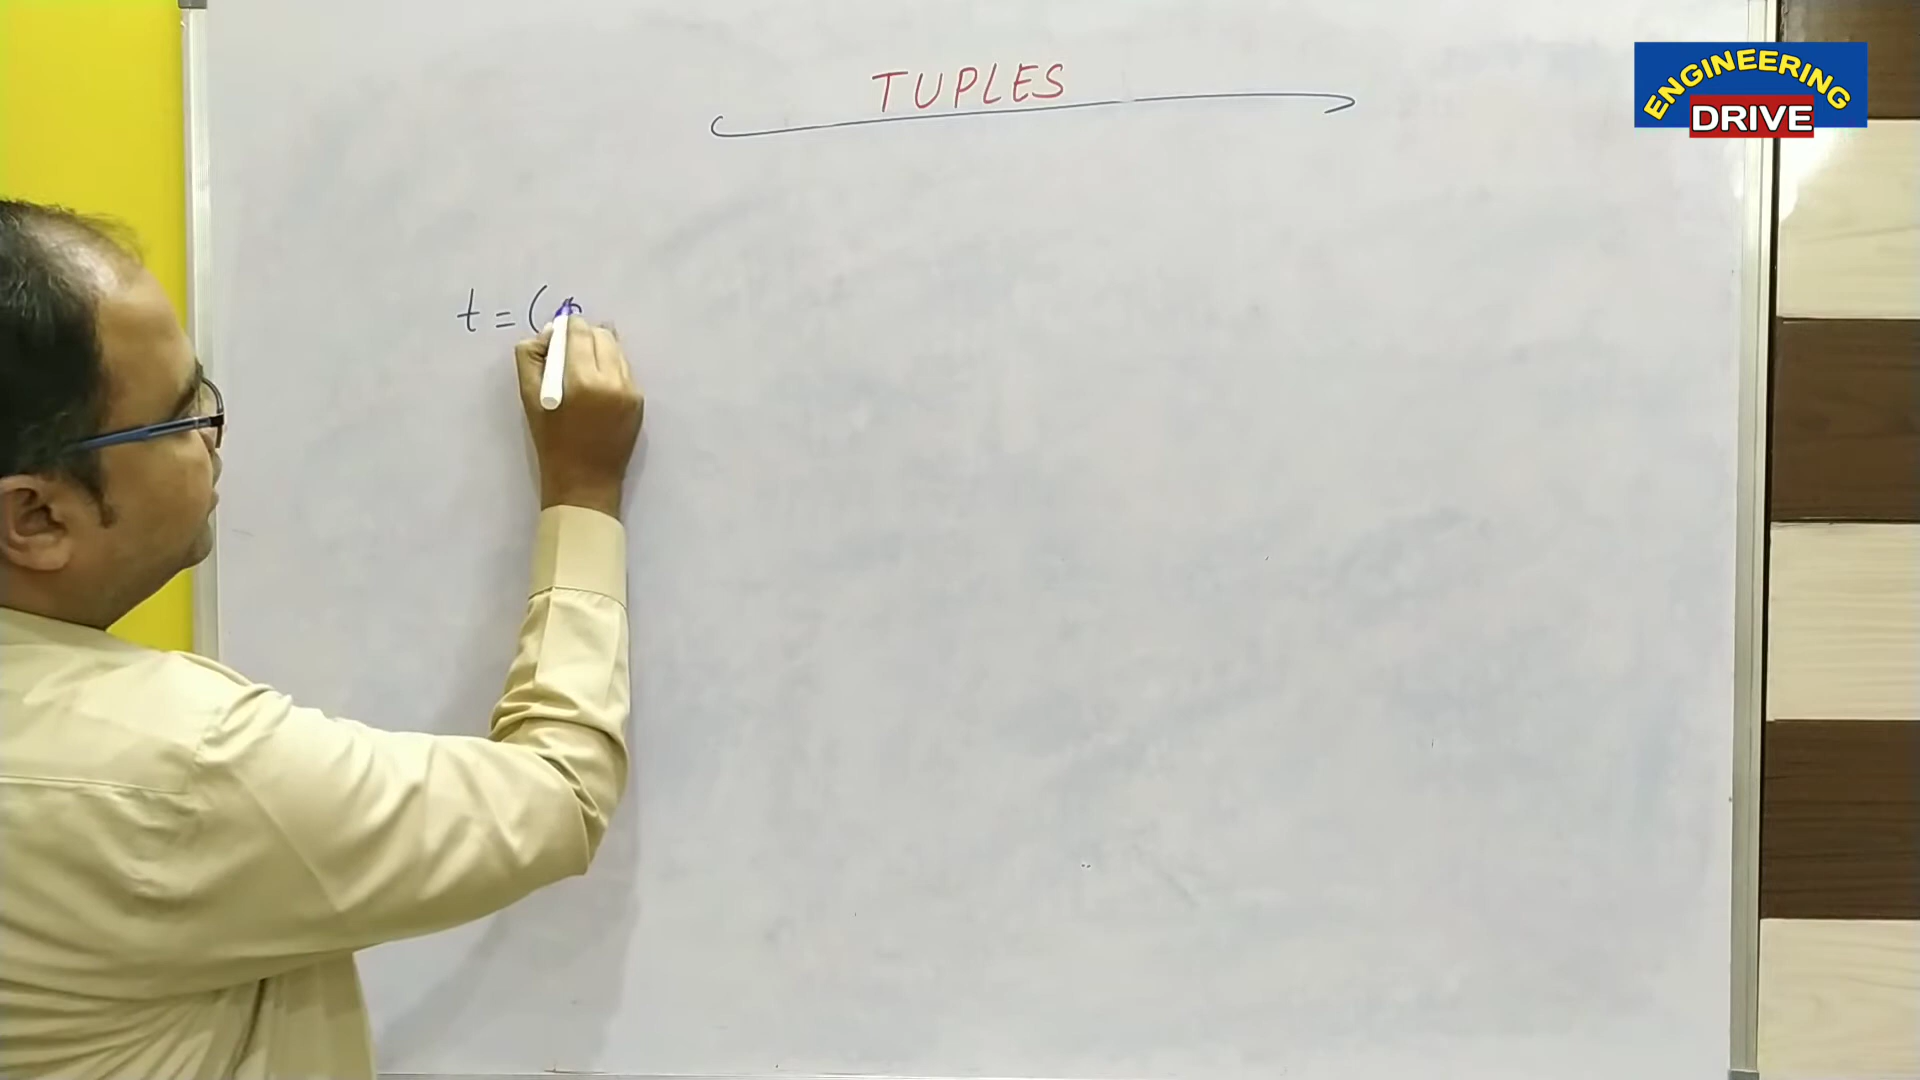 TUPLES
ENGINEERING
DRIVE
t = (